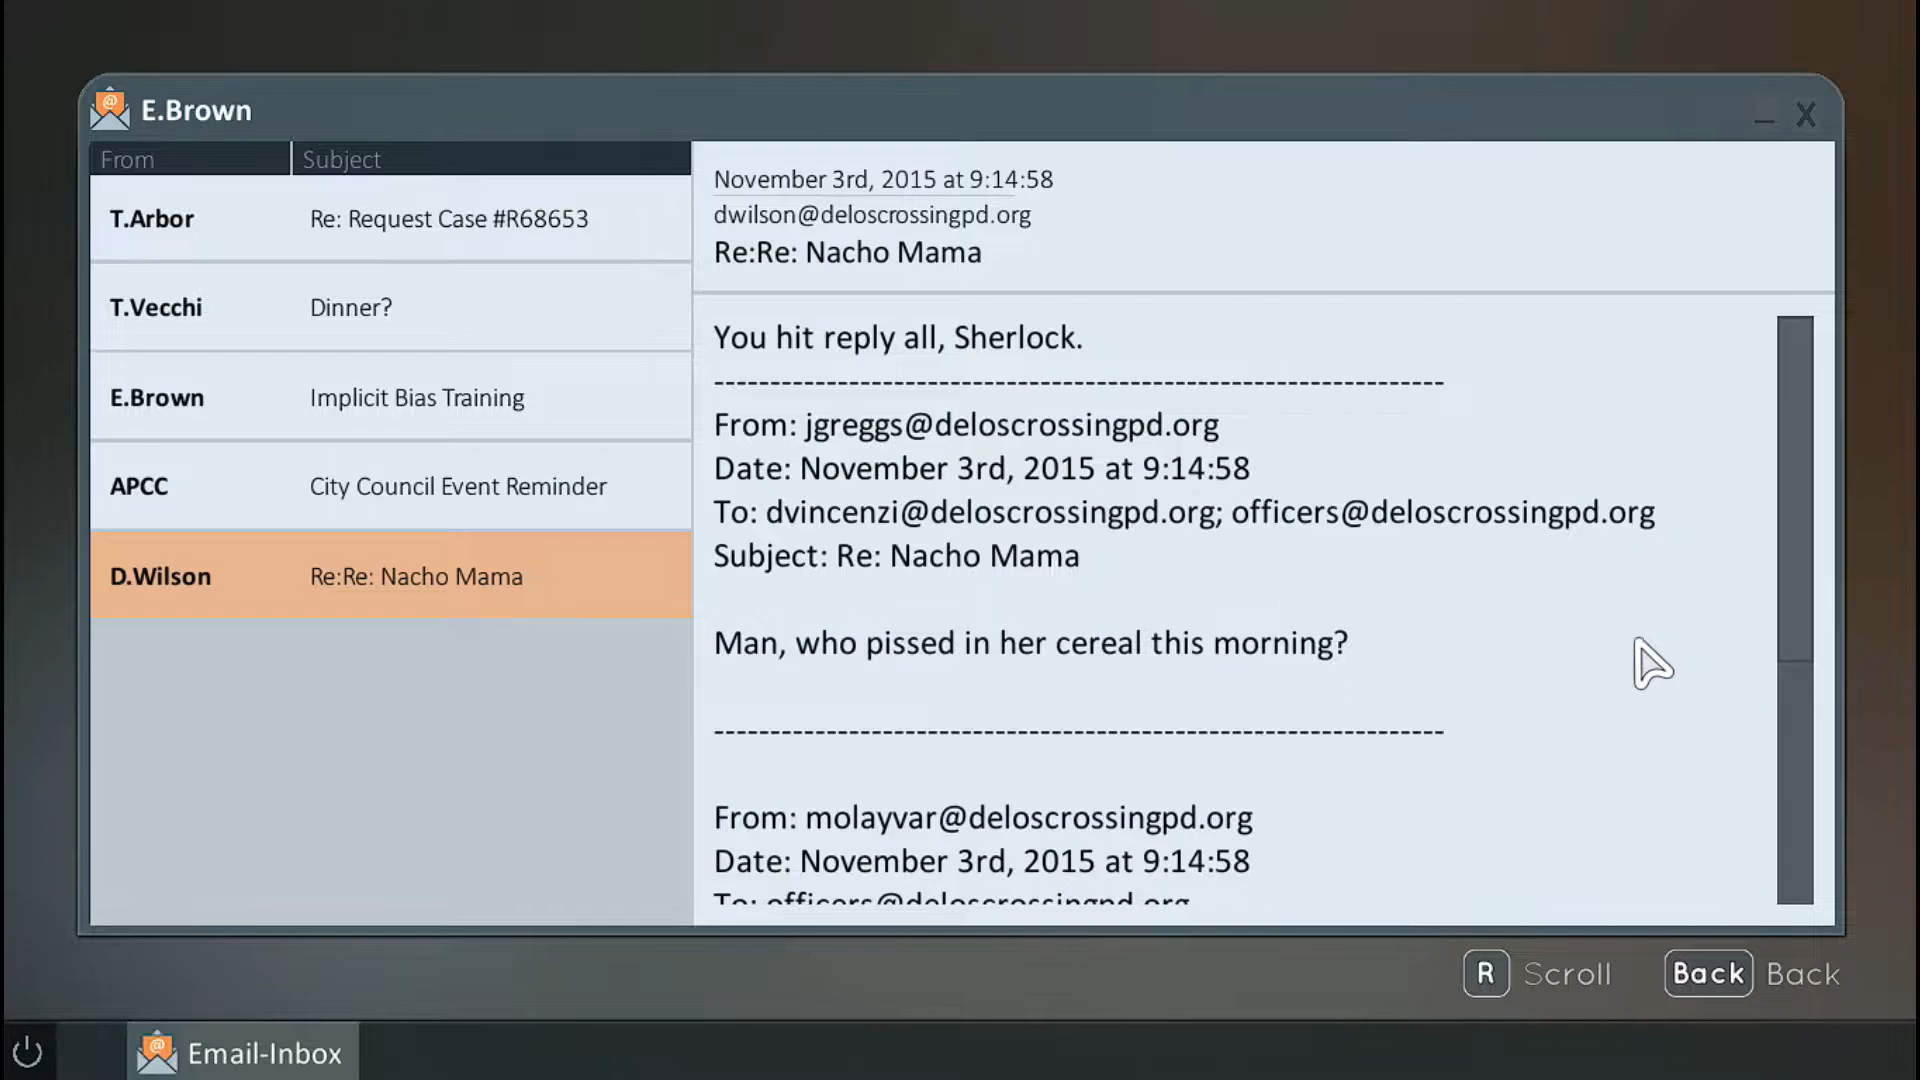 E.Brown
_ X
From Subject
T.Arbor Re: Request Case #R68653
T.Vecchi Dinner?
E.Brown Implicit Bias Training
APCC City Council Event Reminder
D.Wilson Re:Re: Nacho Mama
November 3rd, 2015 at 9:14:58
dwilson@deloscrossingpd.org
Re:Re: Nacho Mama
You hit reply all, Sherlock.
------------------------------------------------------------------
From: jgreggs@deloscrossingpd.org
Date: November 3rd, 2015 at 9:14:58
To: dvincenzi@deloscrossingpd.org; officers@deloscrossingpd.org
Subject: Re: Nacho Mama
Man, who pissed in her cereal this morning?
------------------------------------------------------------------
From: molayvar@deloscrossingpd.org
Date: November 3rd, 2015 at 9:14:58
To: officers@deloscrossingpd.org
R Scroll Back Back
Email-Inbox